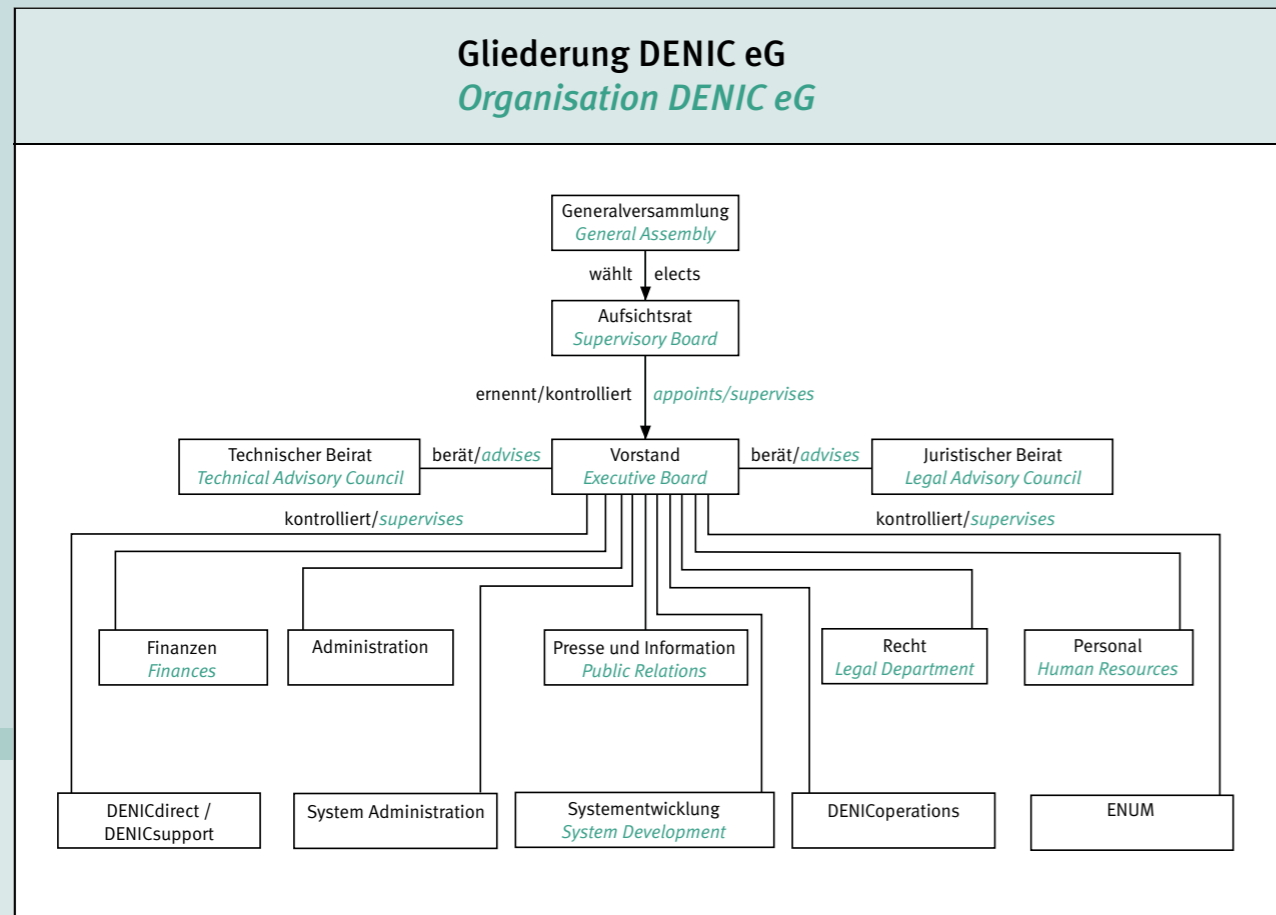 Gliederung DENIC eG
Organisation DENIC eG
Generalversammlung
General Assembly
wählt elects
Aufsichtsrat
Supervisory Board
ernennt/kontrolliert appoints/supervises
Technischer Beirat
Technical Advisory Council
berät/advises
Vorstand
Executive Board
berät/advises
Juristischer Beirat
Legal Advisory Council
kontrolliert/supervises
kontrolliert/supervises
Finanzen
Finances
Administration
Presse und Information
Public Relations
Recht
Legal Department
Personal
Human Resources
DENICdirect /
DENICsupport
System Administration
Systementwicklung
System Development
DENICoperations
ENUM